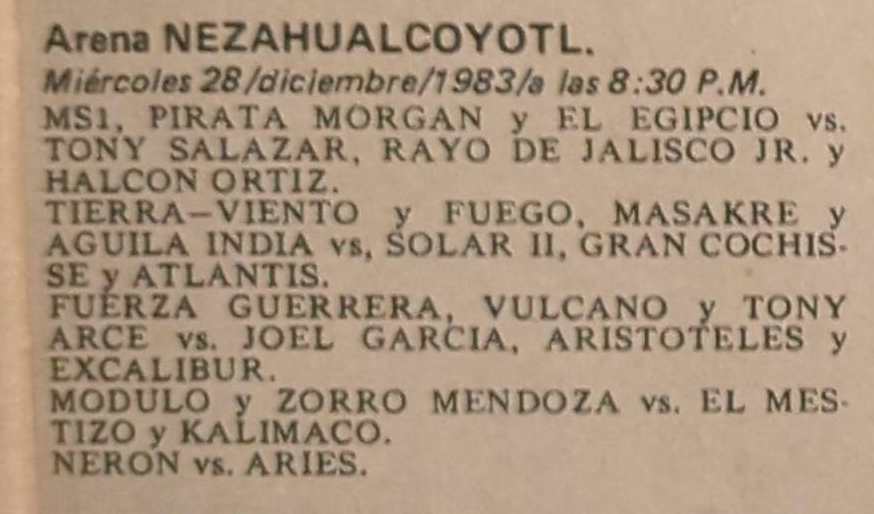 Arena NEZAHUALCOYOTL.
Miércoles 28/diciembre/1983/a las 8:30 P.M.
MS1, PIRATA MORGAN y EL EGIPCIO vs.
TONY SALAZAR, RAYO DE JALISCO JR. y
HALCON ORTIZ.
TIERRA–VIENTO y FUEGO, MASAKRE y
AGUILA INDIA vs, SOLAR II, GRAN COCHIS-
SE y ATLANTIS.
FUERZA GUERRERA, VULCANO y TONY
ARCE vs. JOEL GARCIA, ARISTOTELES y
EXCALIBUR.
MODULO y ZORRO MENDOZA vs. EL MES-
TIZO y KALIMACO.
NERON vs. ARIES.